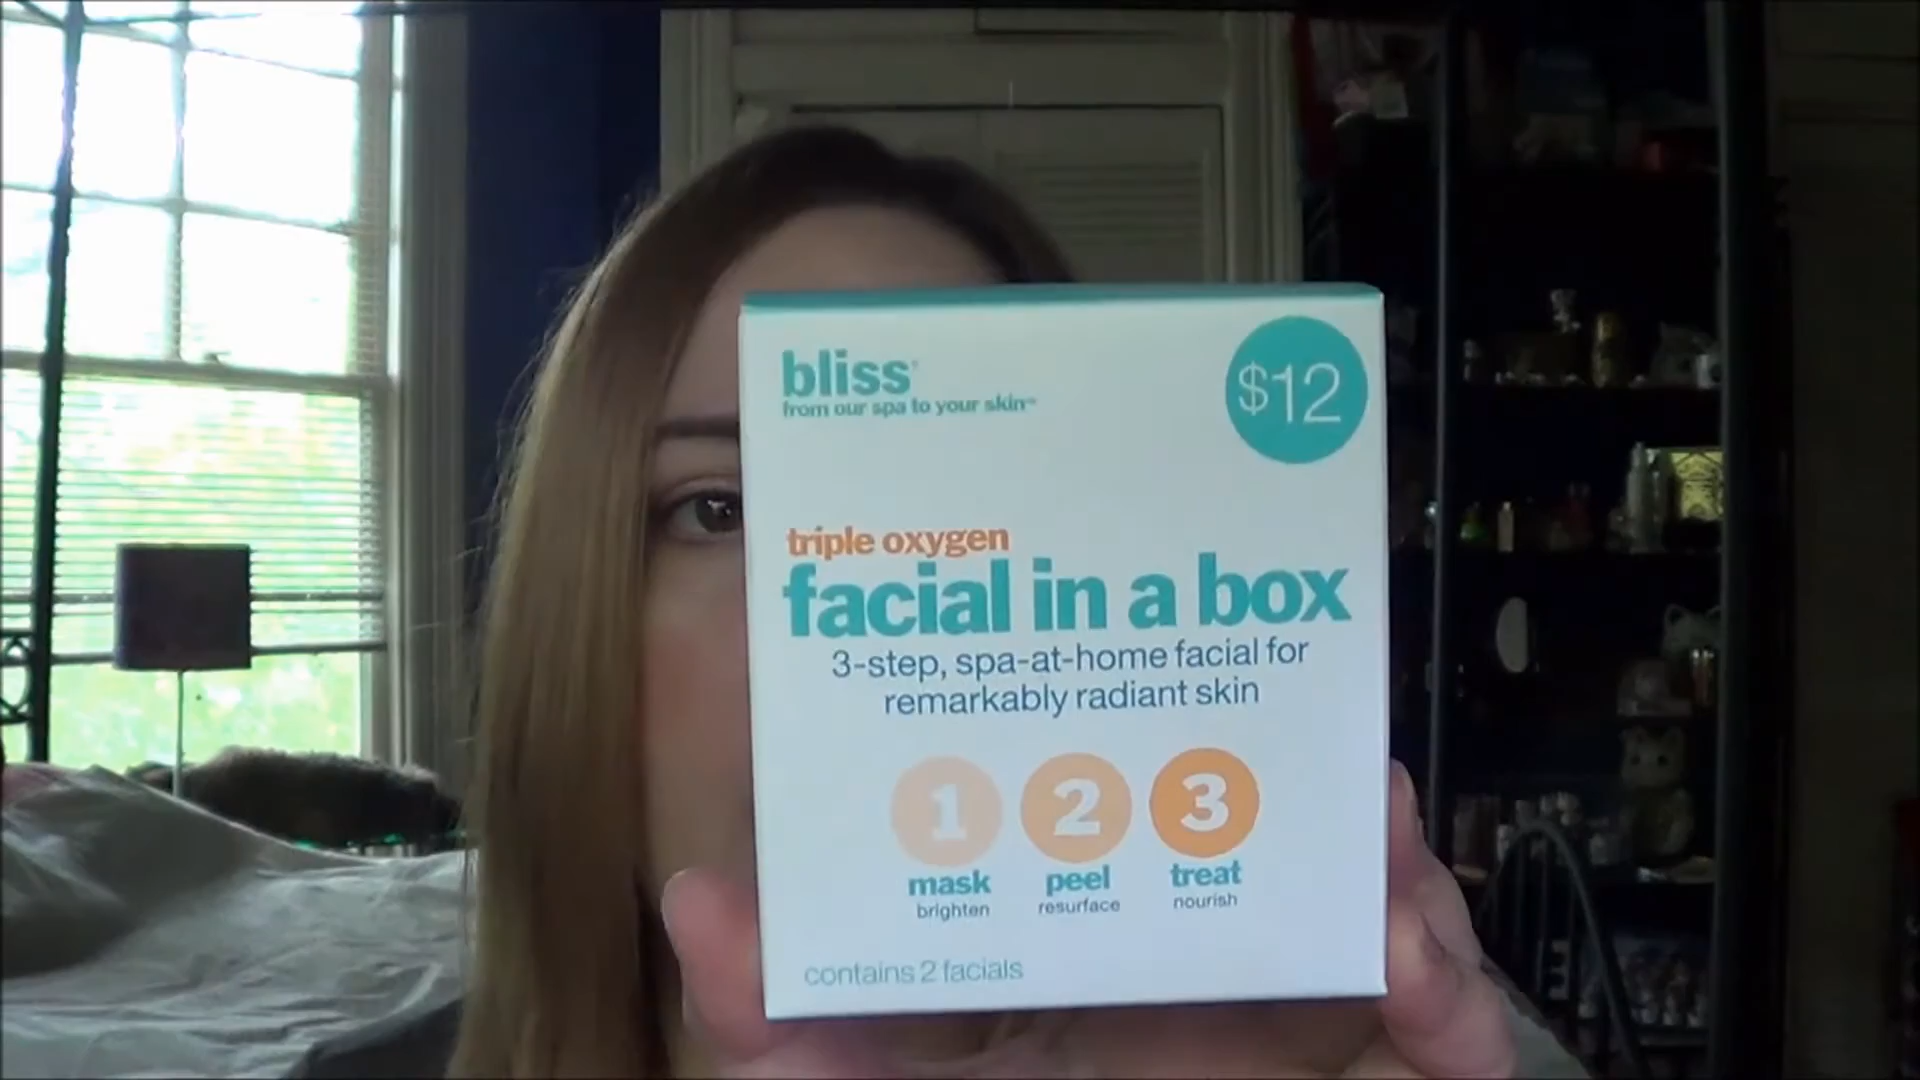 bliss®
from our spa to your skin™
$12
triple oxygen
facial in a box
3-step, spa-at-home facial for
remarkably radiant skin
1 2 3
mask peel treat
brighten resurface nourish
contains 2 facials